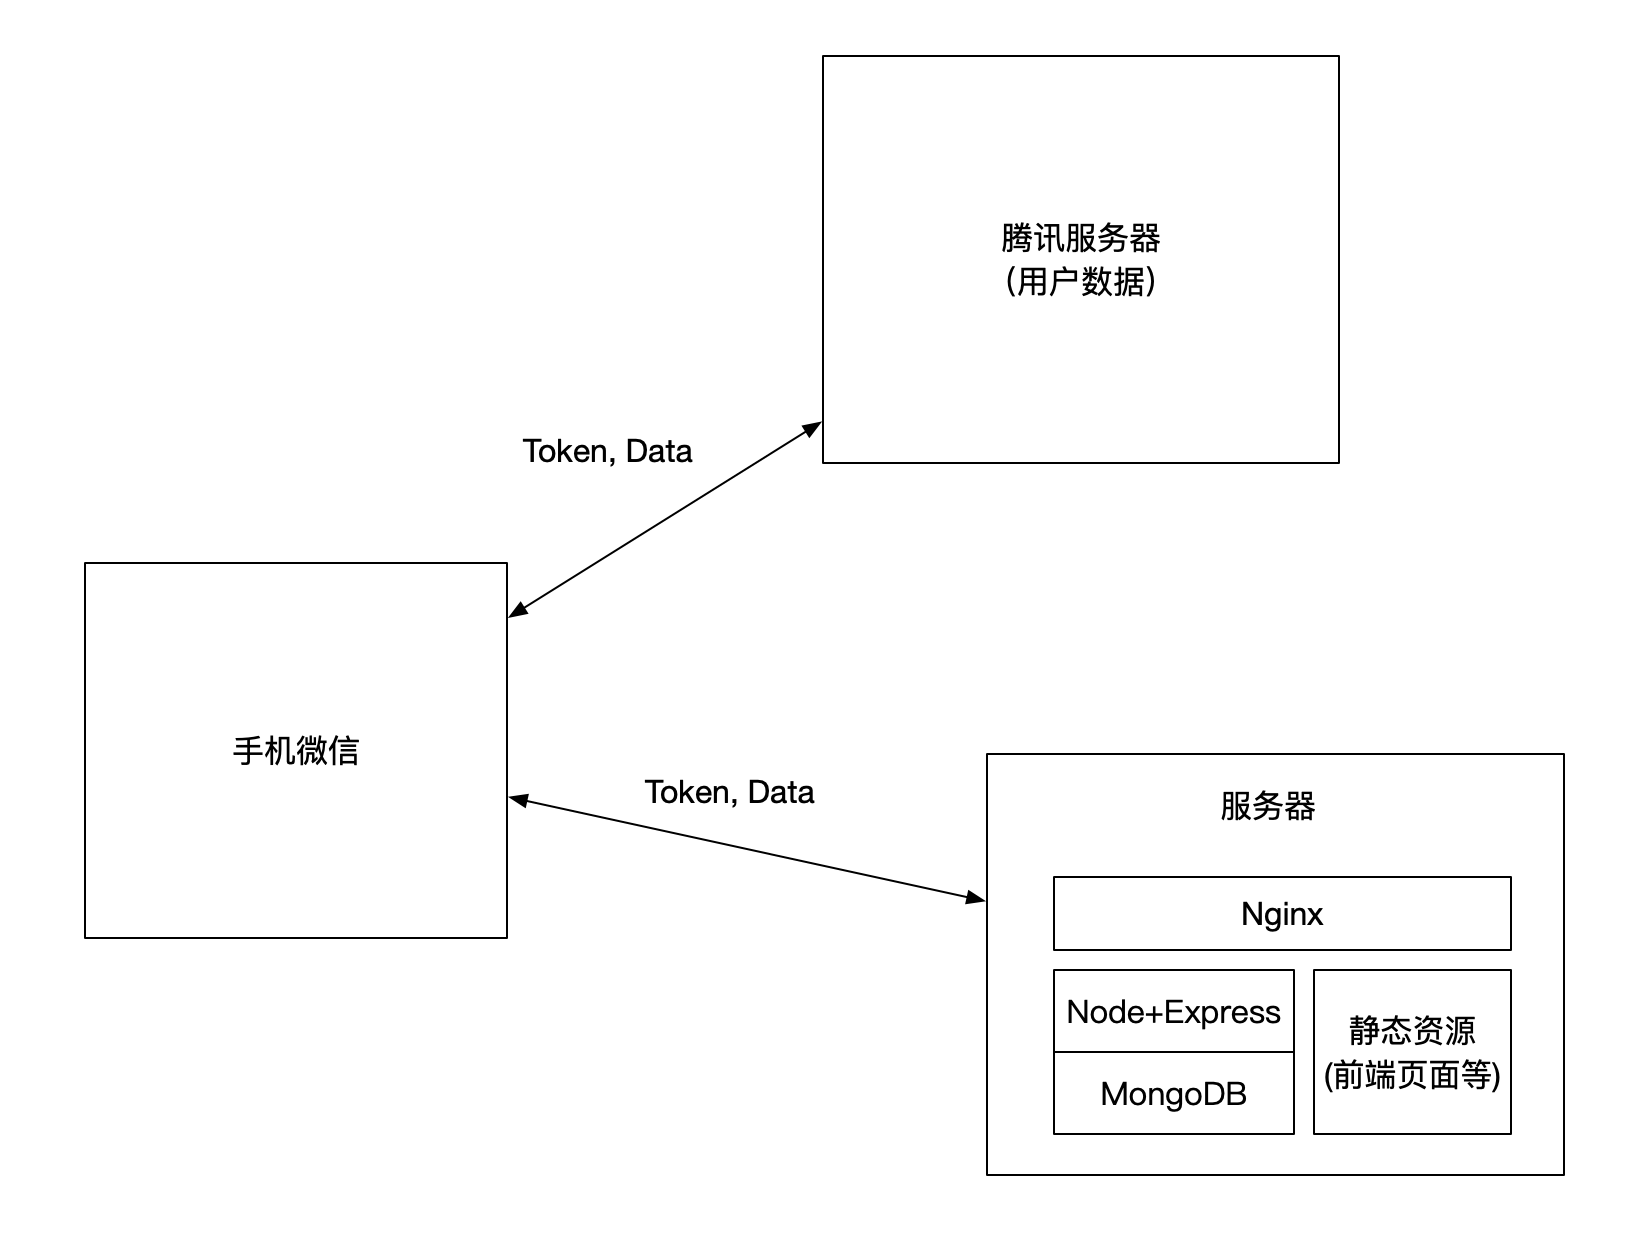 腾讯服务器
(用户数据)
Token, Data
手机微信
Token, Data
服务器
Nginx
Node+Express
MongoDB
静态资源
(前端页面等)